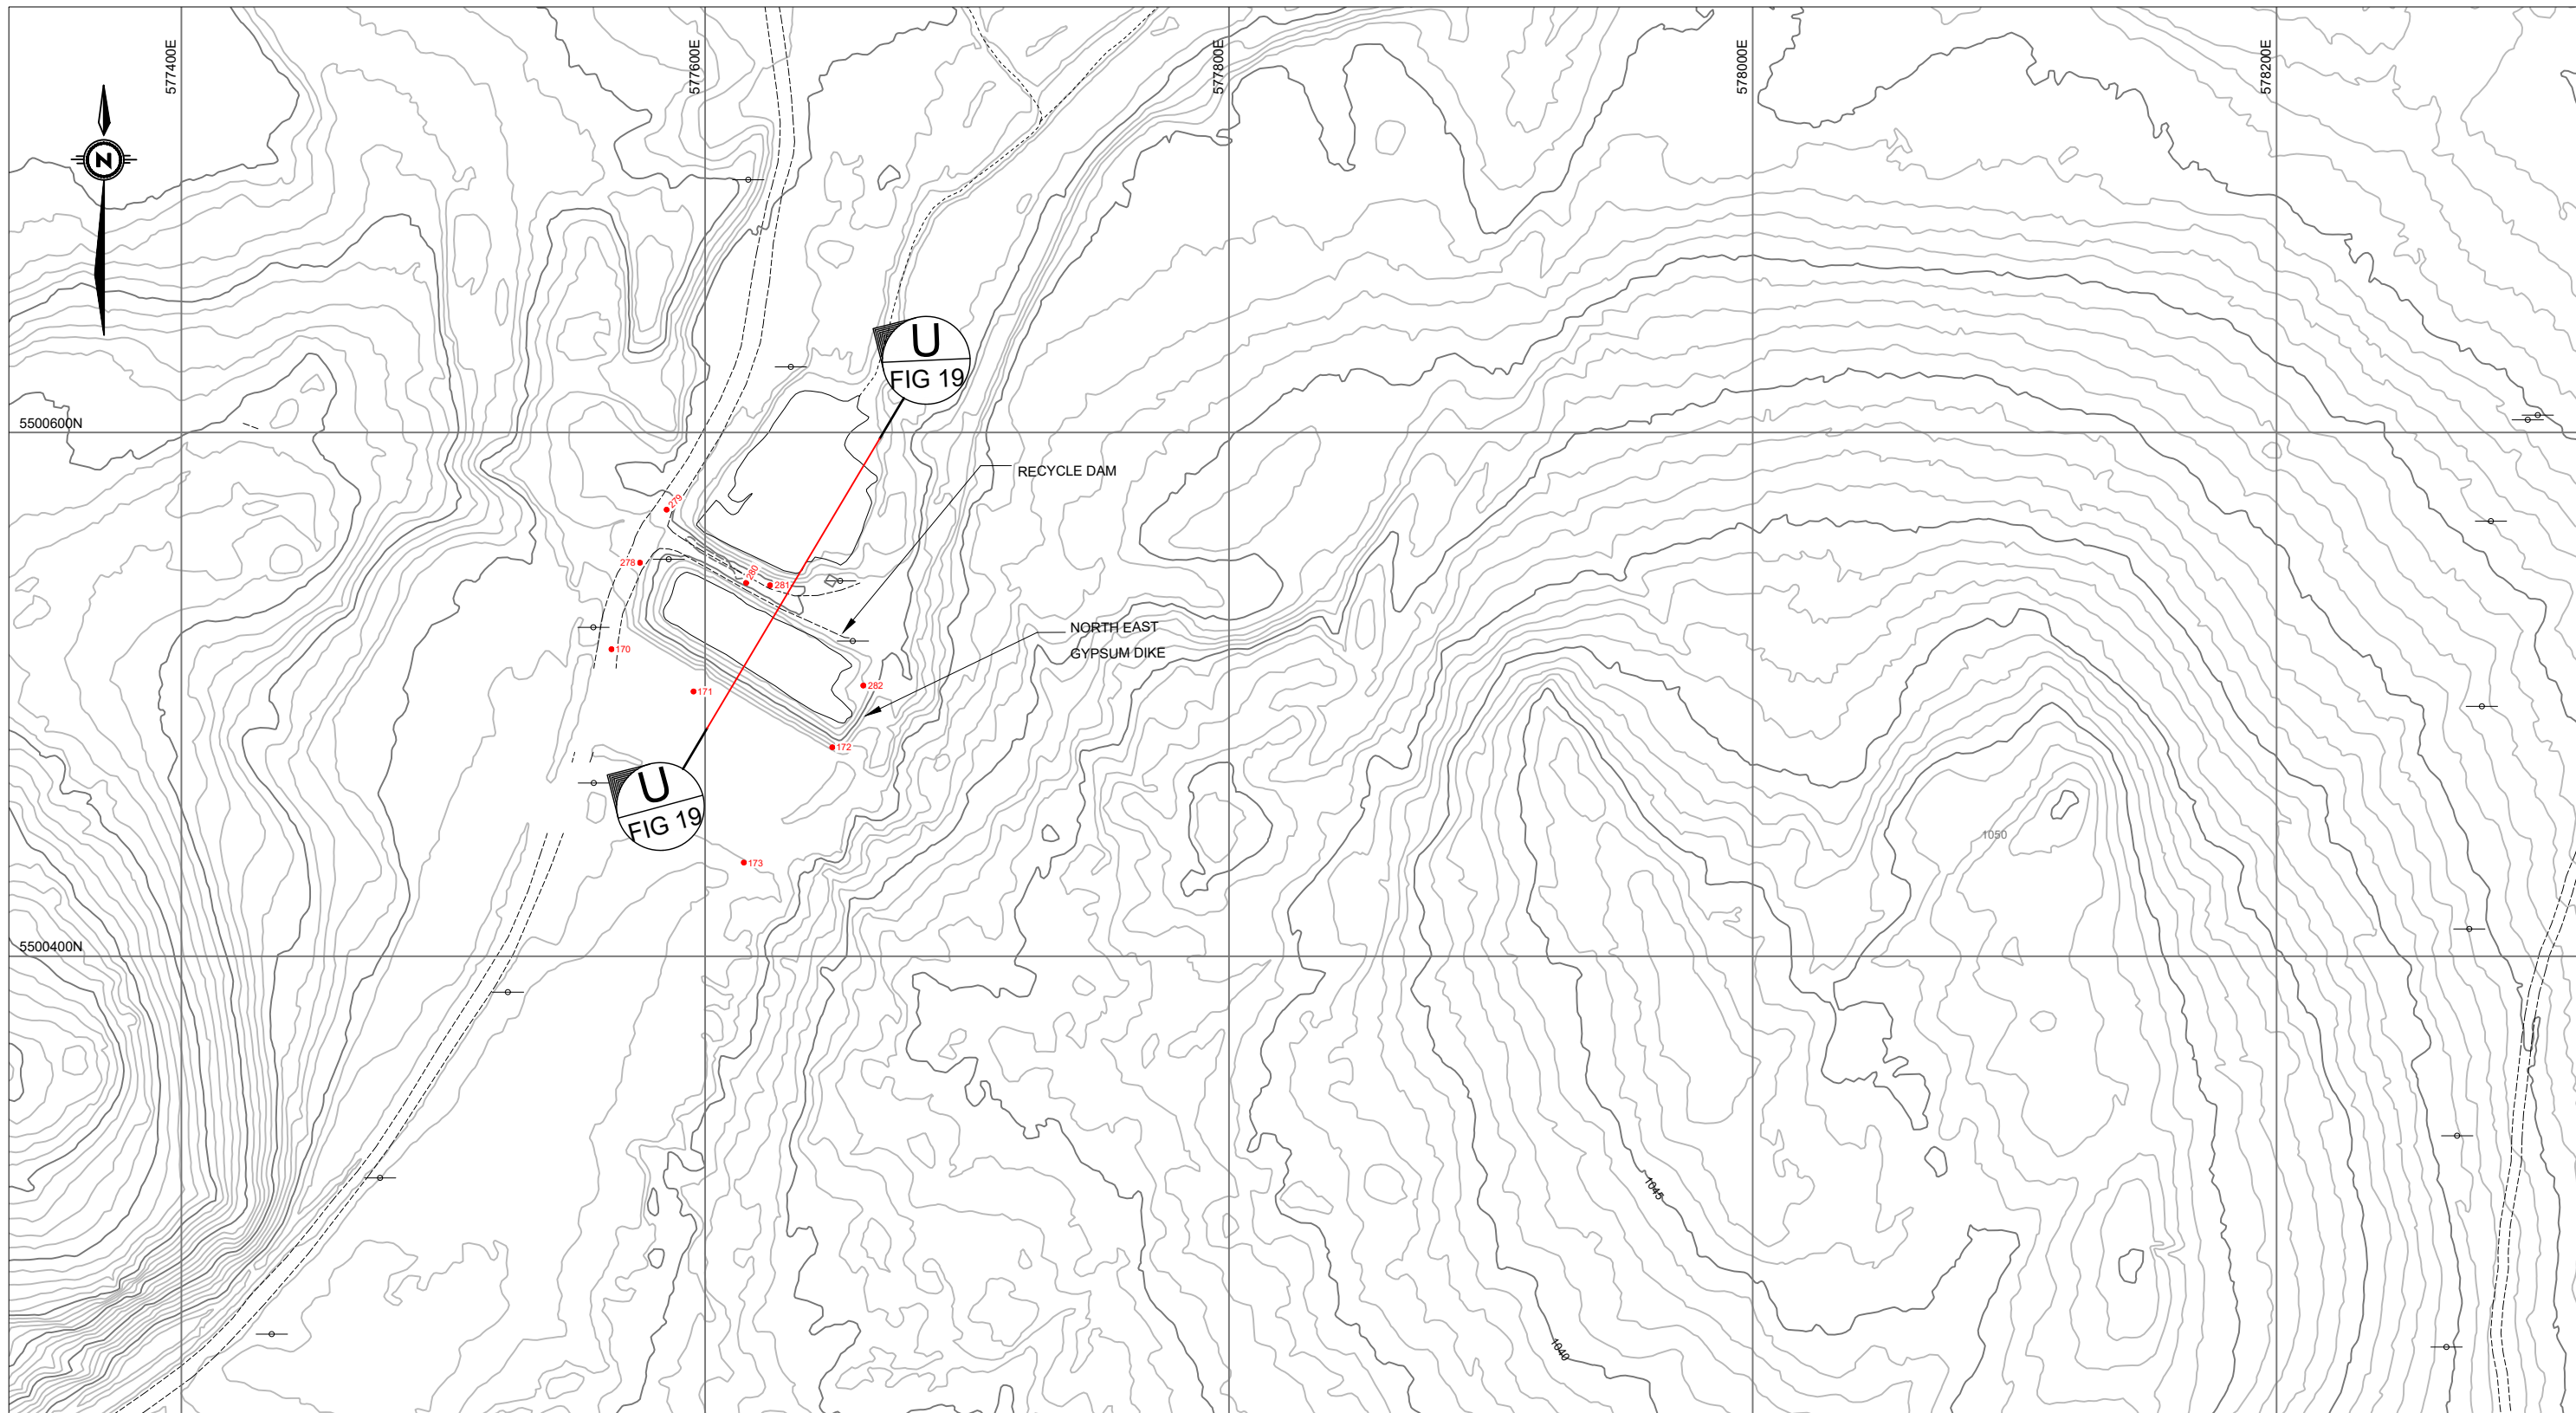 577400E
577600E
577800E
578000E
578200E
N
U
FIG 19
5500600N
RECYCLE DAM
279
278
280
281
NORTH EAST
GYPSUM DIKE
170
171
282
172
U
FIG 19
1050
173
5500400N
1045
1040